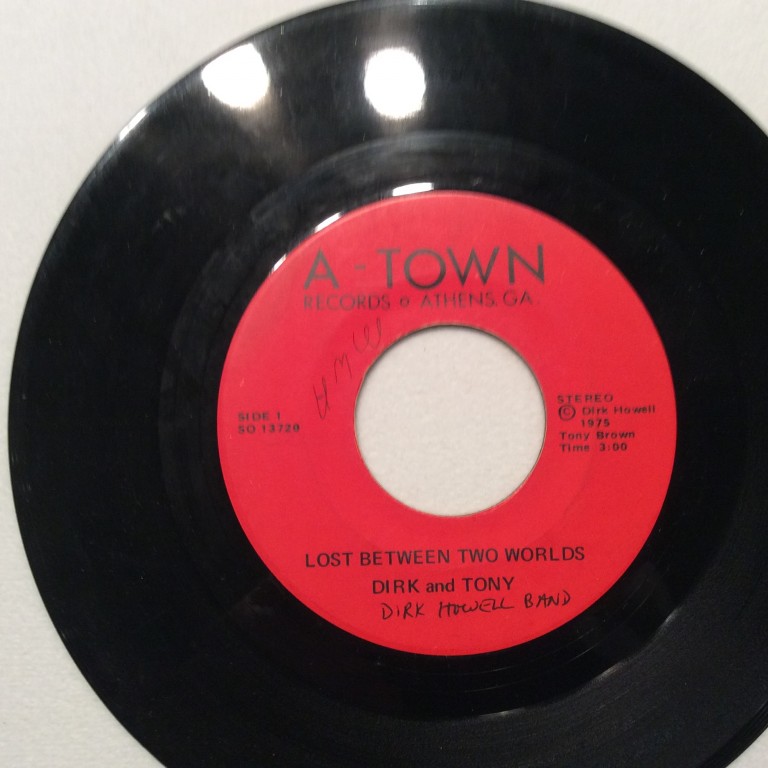 A-TOWN
RECORDS o ATHENS, GA.
SIDE 1
SO 13720
STEREO
© Dirk Howell
1975
Tony Brown
Time 3:00
LOST BETWEEN TWO WORLDS
DIRK and TONY
DIRK HOWELL BAND